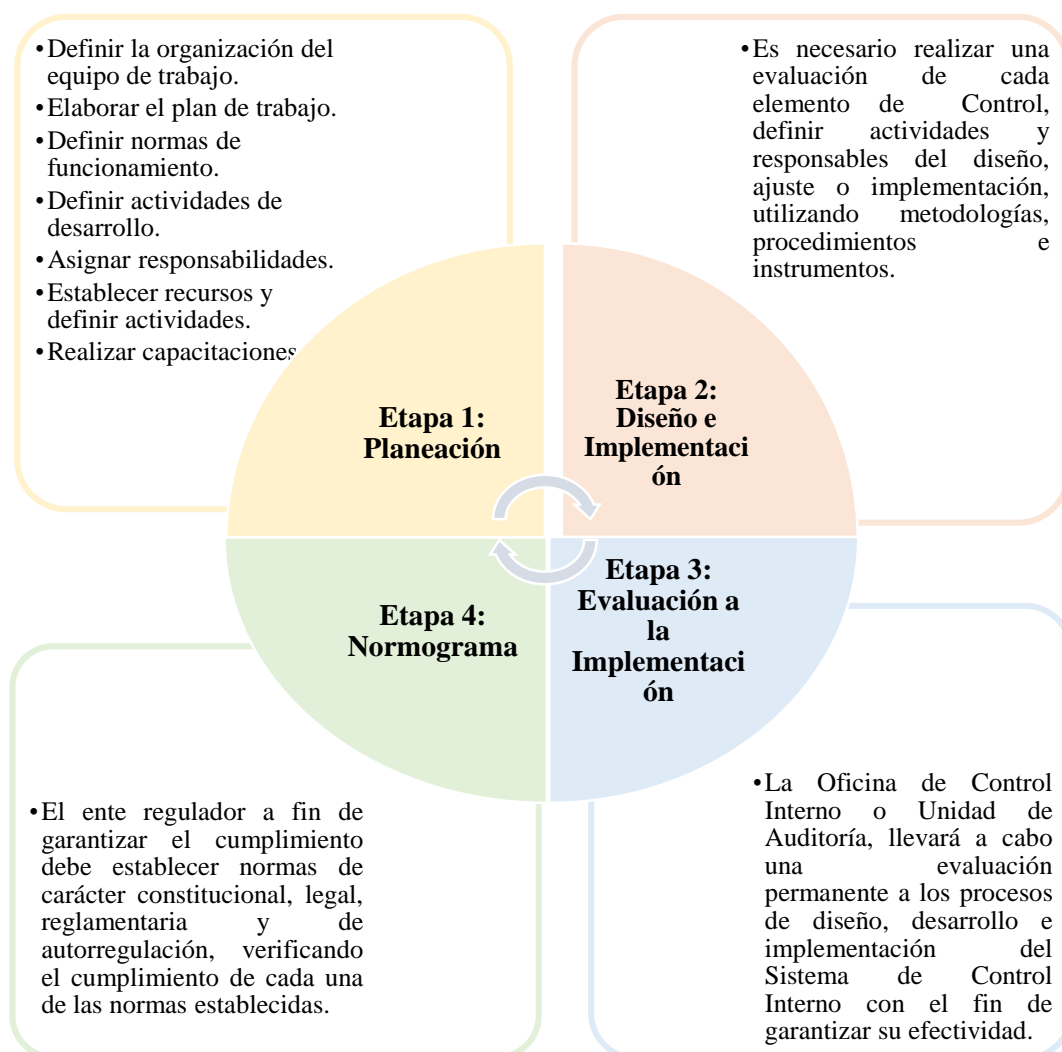 •Definir la organización del
equipo de trabajo.
•Elaborar el plan de trabajo.
•Definir normas de
funcionamiento.
•Definir actividades de
desarrollo.
•Asignar responsabilidades.
•Establecer recursos y
definir actividades.
•Realizar capacitaciones
•Es necesario realizar una
evaluación de cada
elemento de Control,
definir actividades y
responsables del diseño,
ajuste o implementación,
utilizando metodologías,
procedimientos e
instrumentos.
Etapa 1:
Planeación
Etapa 2:
Diseño e
Implementaci
ón
Etapa 3:
Evaluación a
la
Implementaci
ón
Etapa 4:
Normograma
•La Oficina de Control
Interno o Unidad de
Auditoría, llevará a cabo
una evaluación
permanente a los procesos
de diseño, desarrollo e
implementación del
Sistema de Control
Interno con el fin de
garantizar su efectividad.
•El ente regulador a fin de
garantizar el cumplimiento
debe establecer normas de
carácter constitucional, legal,
reglamentaria y de
autorregulación, verificando
el cumplimiento de cada una
de las normas establecidas.